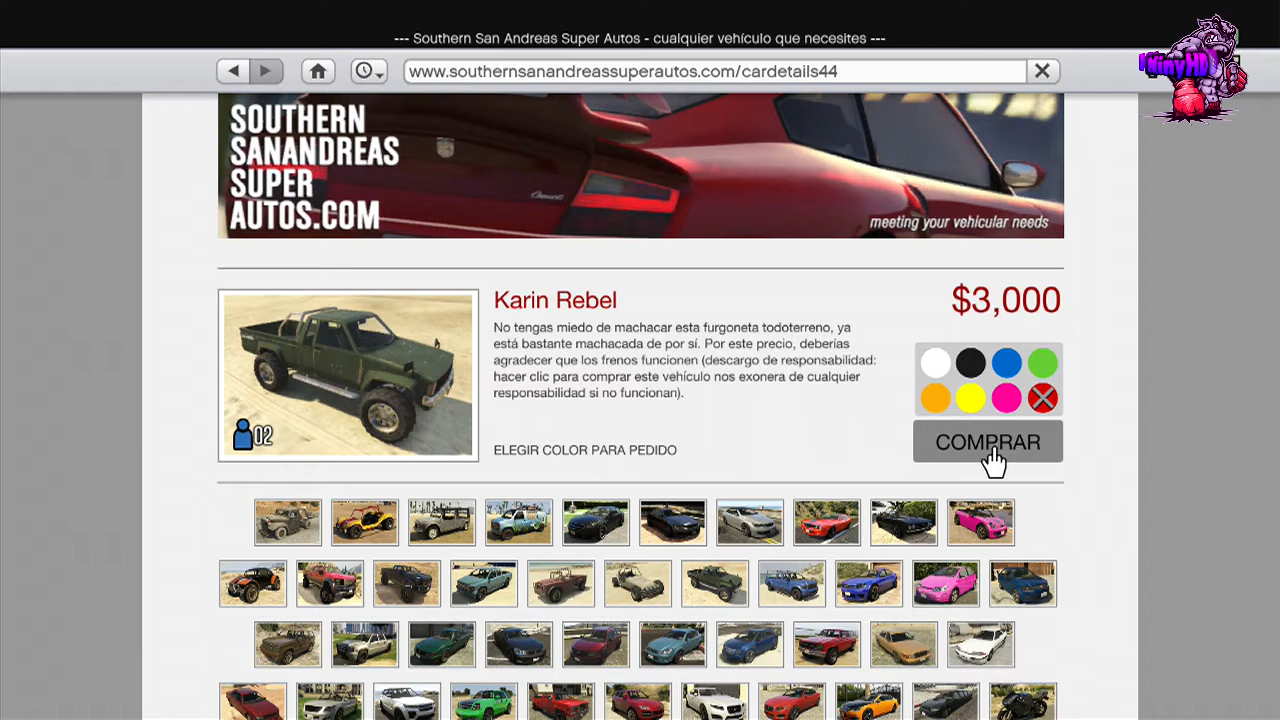 --- Southern San Andreas Super Autos - cualquier vehículo que necesites ---
www.southernsanandreassuperautos.com/cardetails44
SOUTHERN
SANANDREAS
SUPER
AUTOS.COM
meeting your vehicular needs
Karin Rebel
$3,000
No tengas miedo de machacar esta furgoneta todoterreno, ya
está bastante machacada de por sí. Por este precio, deberías
agradecer que los frenos funcionen (descargo de responsabilidad:
hacer clic para comprar este vehículo nos exonera de cualquier
responsabilidad si no funcionan).
02
ELEGIR COLOR PARA PEDIDO
COMPRAR